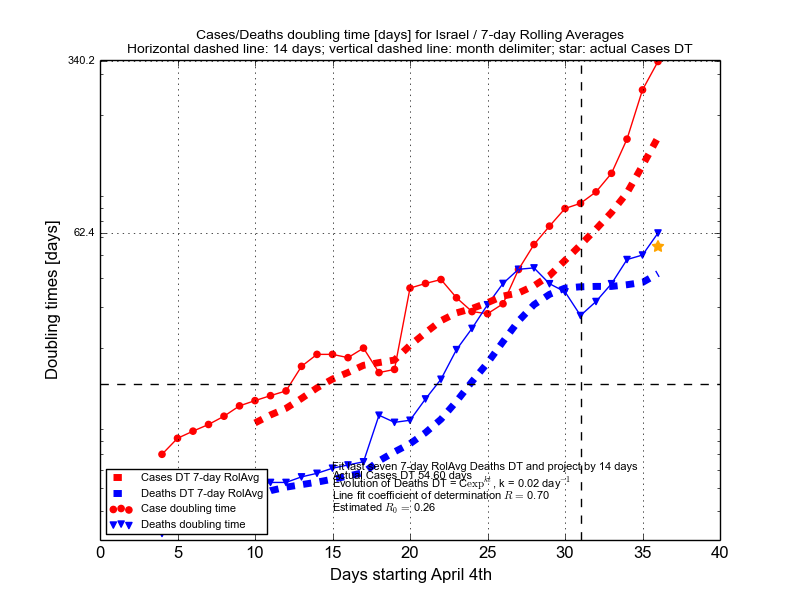 Cases/Deaths doubling time [days] for Israel / 7-day Rolling Averages
Horizontal dashed line: 14 days; vertical dashed line: month delimiter; star: actual Cases DT
340.2
62.4
Doubling times [days]
Fit last seven 7-day RolAvg Deaths DT and project by 14 days
Actual Cases DT 54.60 days
Evolution of Deaths DT = Cexp^{kt}, k = 0.02 day^{-1}
Line fit coefficient of determination R = 0.70
Estimated R_0 = 0.26
Cases DT 7-day RolAvg
Deaths DT 7-day RolAvg
Case doubling time
Deaths doubling time
0 5 10 15 20 25 30 35 40
Days starting April 4th